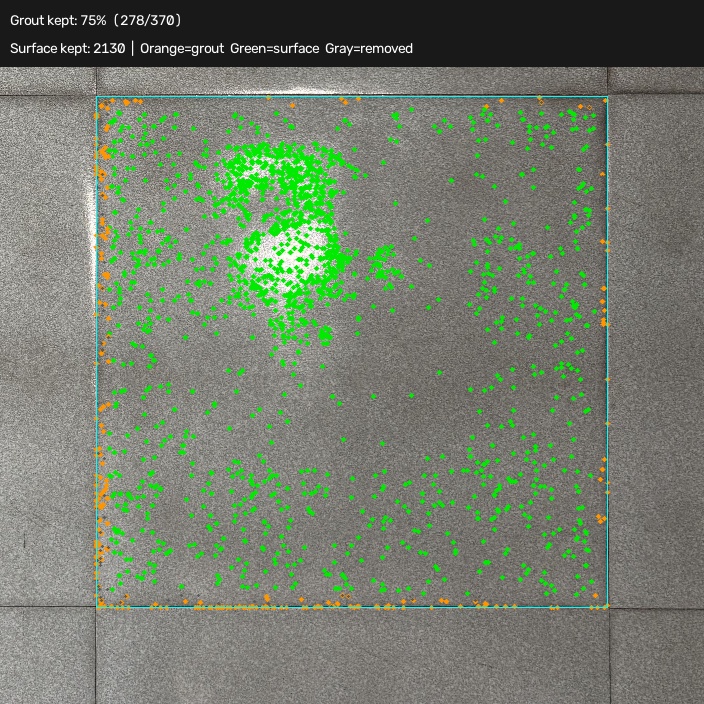 Grout kept: 75%  (278/370)
Surface kept: 2130 | Orange=grout  Green=surface  Gray=removed